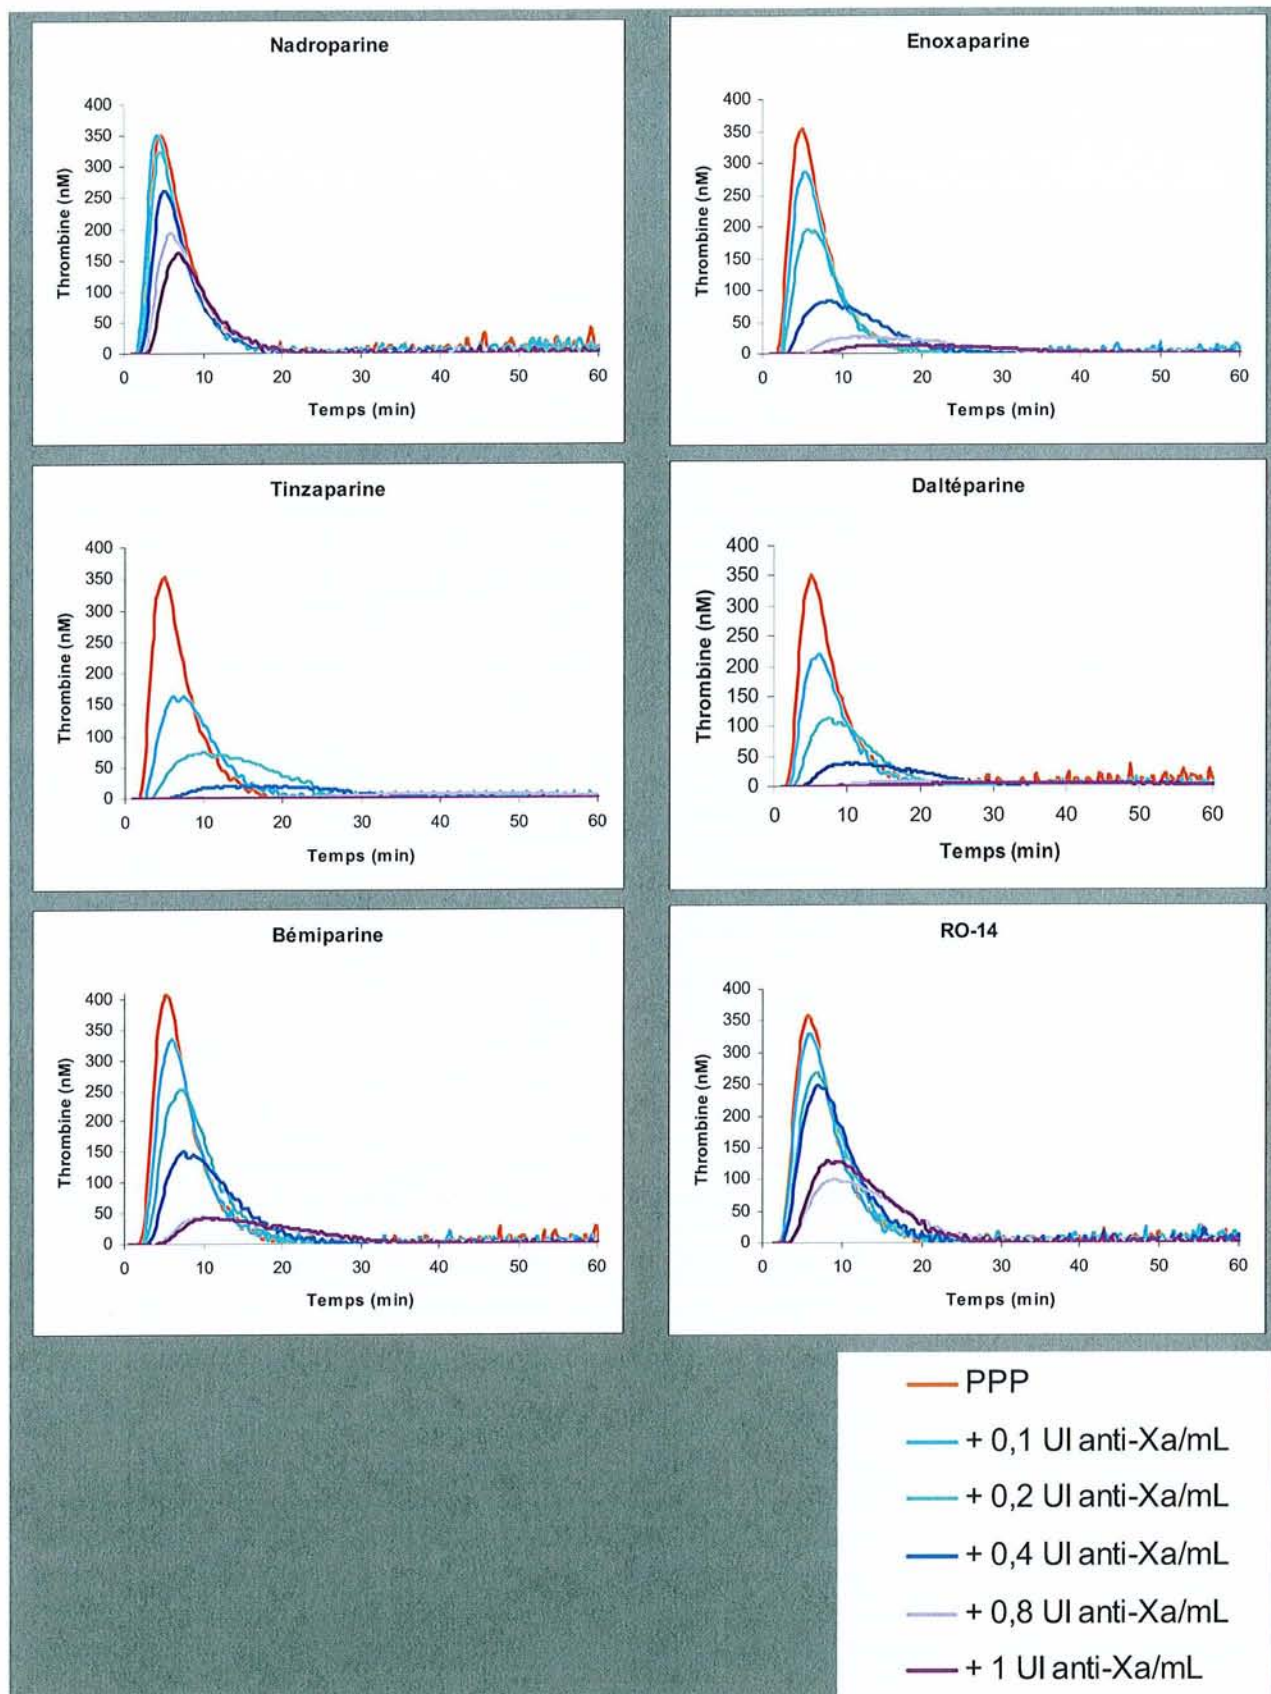 Nadroparine
400
350
300
250
200
150
100
50
0
Thrombine (nM)
0 10 20 30 40 50 60
Temps (min)
Enoxaparine
400
350
300
250
200
150
100
50
0
Thrombine (nM)
0 10 20 30 40 50 60
Temps (min)
Tinzaparine
400
350
300
250
200
150
100
50
0
Thrombine (nM)
0 10 20 30 40 50 60
Temps (min)
Daltéparine
400
350
300
250
200
150
100
50
0
Thrombine (nM)
0 10 20 30 40 50 60
Temps (min)
Bémiparine
400
350
300
250
200
150
100
50
0
Thrombine (nM)
0 10 20 30 40 50 60
Temps (min)
RO-14
400
350
300
250
200
150
100
50
0
Thrombine (nM)
0 10 20 30 40 50 60
Temps (min)
PPP
+ 0,1 UI anti-Xa/mL
+ 0,2 UI anti-Xa/mL
+ 0,4 UI anti-Xa/mL
+ 0,8 UI anti-Xa/mL
+ 1 UI anti-Xa/mL